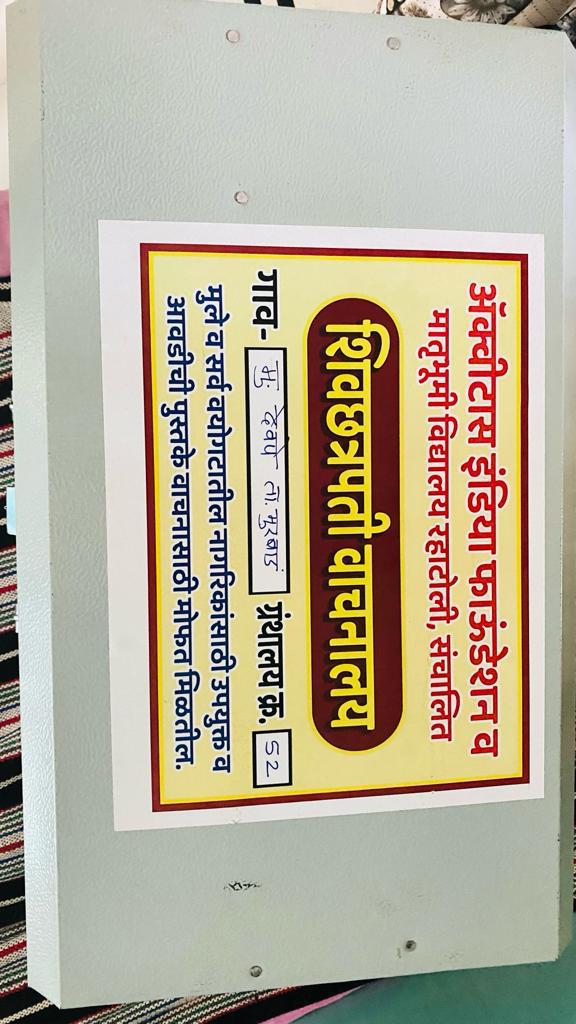 ॲक्चीटास इंडिया फाऊंडेशन व
मातृभूमी विद्यालय रहाटोली, संचालित
शिवछत्रपती वाचनालय
गाव- मु. देवपे ता. मुरबाड ग्रंथालय क्र. 52
मुले व सर्व वयोगटातील नागरिकांसाठी उपयुक्त व
आवडीची पुस्तके वाचनासाठी मोफत मिळतील.